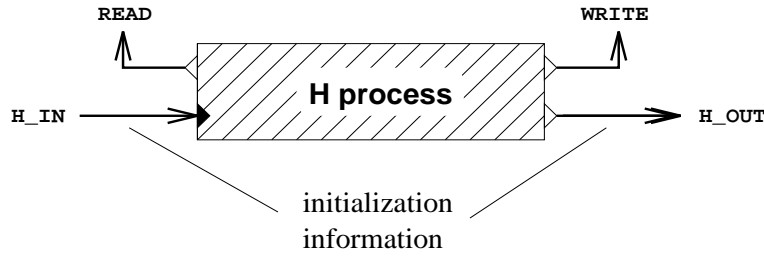 READ
WRITE
H process
H_IN
H_OUT
initialization
information